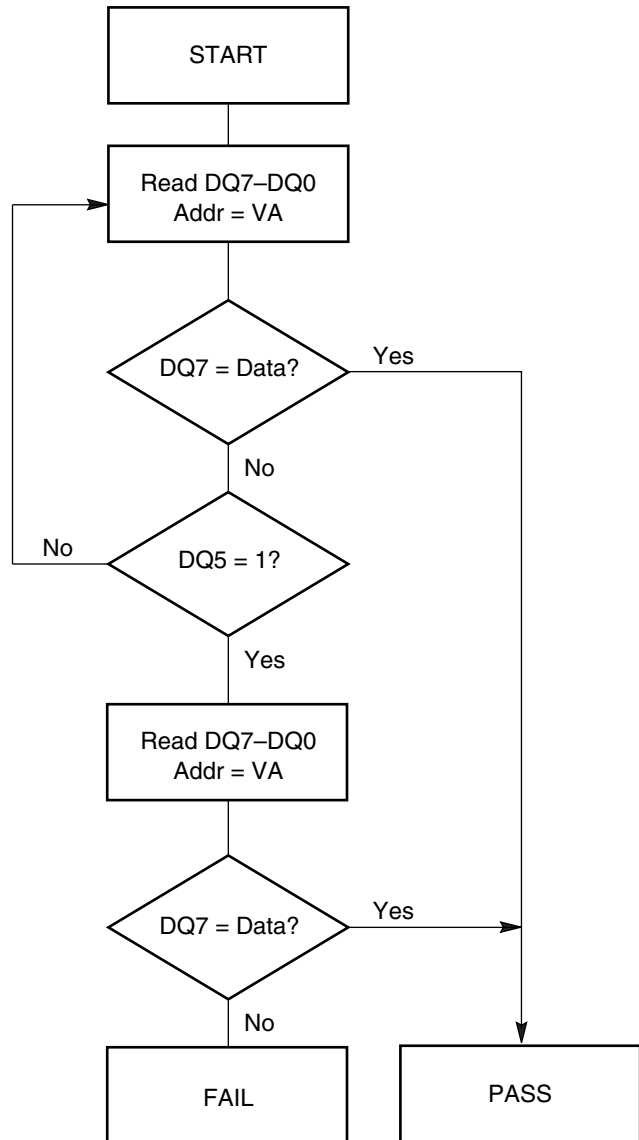 START
Read DQ7–DQ0
Addr = VA
DQ7 = Data?
Yes
No
No
DQ5 = 1?
Yes
Read DQ7–DQ0
Addr = VA
DQ7 = Data?
Yes
No
FAIL
PASS